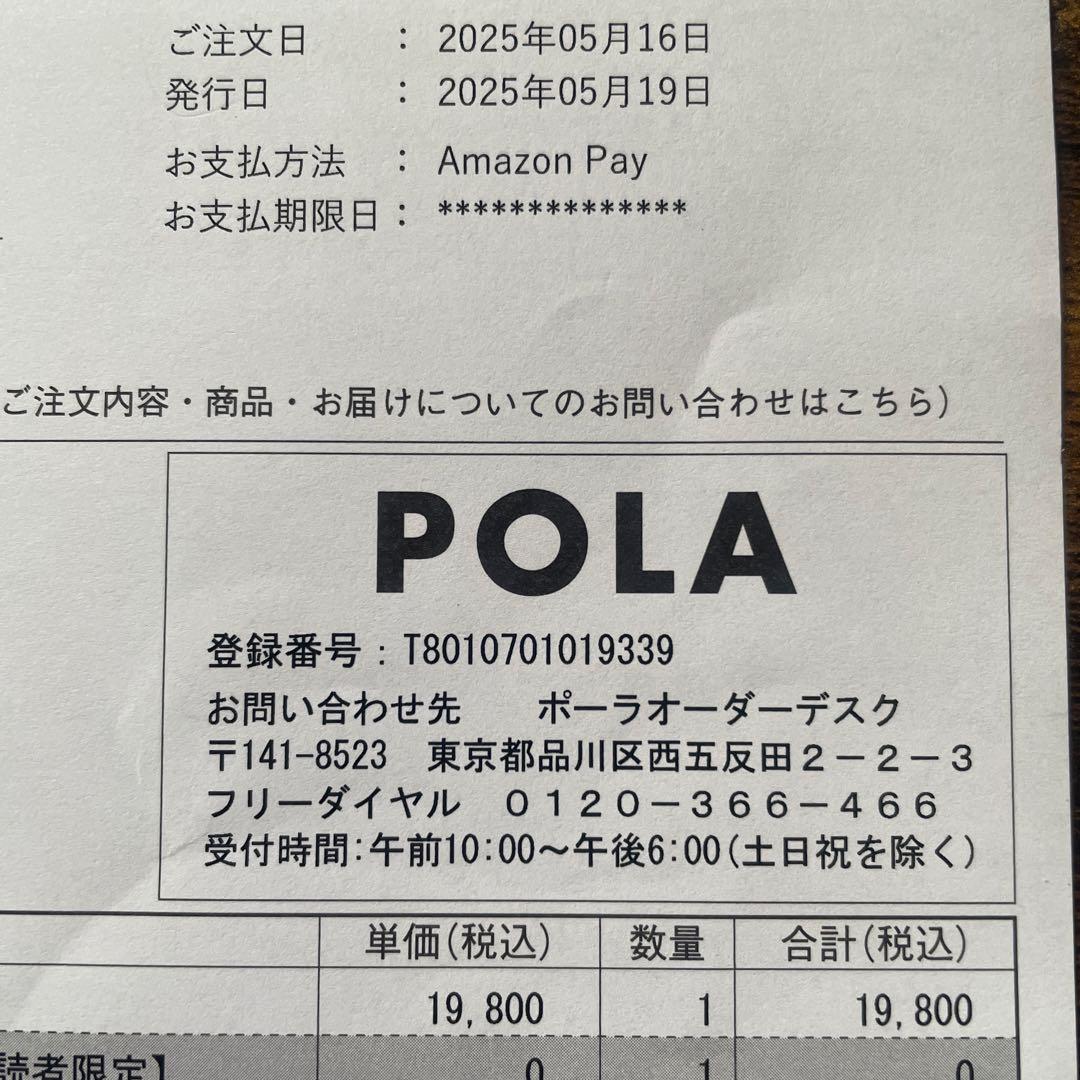 ご注文日 : 2025年05月16日
発行日 : 2025年05月19日
お支払方法 : Amazon Pay
お支払期限日: **************
ご注文内容・商品・お届けについてのお問い合わせはこちら)
POLA
登録番号:T8010701019339
お問い合わせ先 ポーラオーダーデスク
〒141-8523 東京都品川区西五反田2-2-3
フリーダイヤル 0120-366-466
受付時間:午前10:00～午後6:00(土日祝を除く)
単価(税込) 数量 合計(税込)
19,800 1 19,800
読者限定】 0 1 0